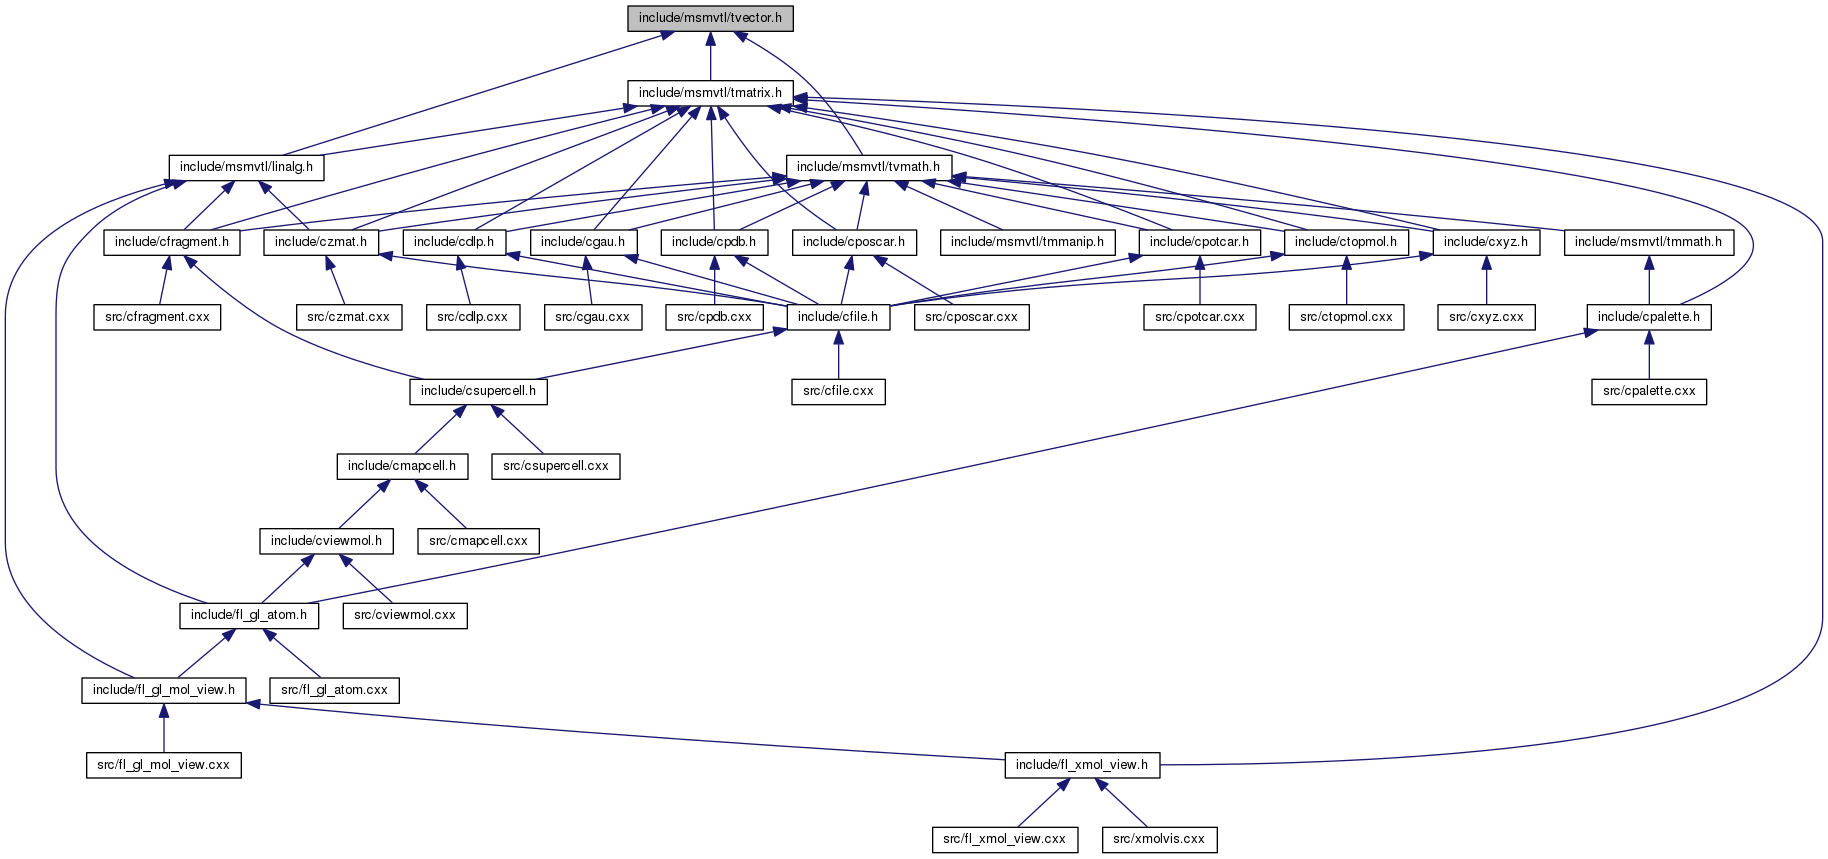 include/msmvtl/tvector.h
include/msmvtl/tmatrix.h
include/msmvtl/linalg.h
include/msmvtl/tvmath.h
include/cfragment.h
include/czmat.h
include/cdlp.h
include/cgau.h
include/cpdb.h
include/cposcar.h
include/msmvtl/tmmanip.h
include/cpotcar.h
include/ctopmol.h
include/cxyz.h
include/msmvtl/tmmath.h
src/cfragment.cxx
src/czmat.cxx
src/cdlp.cxx
src/cgau.cxx
src/cpdb.cxx
include/cfile.h
src/cposcar.cxx
src/cpotcar.cxx
src/ctopmol.cxx
src/cxyz.cxx
include/cpalette.h
include/csupercell.h
src/cfile.cxx
src/cpalette.cxx
include/cmapcell.h
src/csupercell.cxx
include/cviewmol.h
src/cmapcell.cxx
include/fl_gl_atom.h
src/cviewmol.cxx
include/fl_gl_mol_view.h
src/fl_gl_atom.cxx
src/fl_gl_mol_view.cxx
include/fl_xmol_view.h
src/fl_xmol_view.cxx
src/xmolvis.cxx